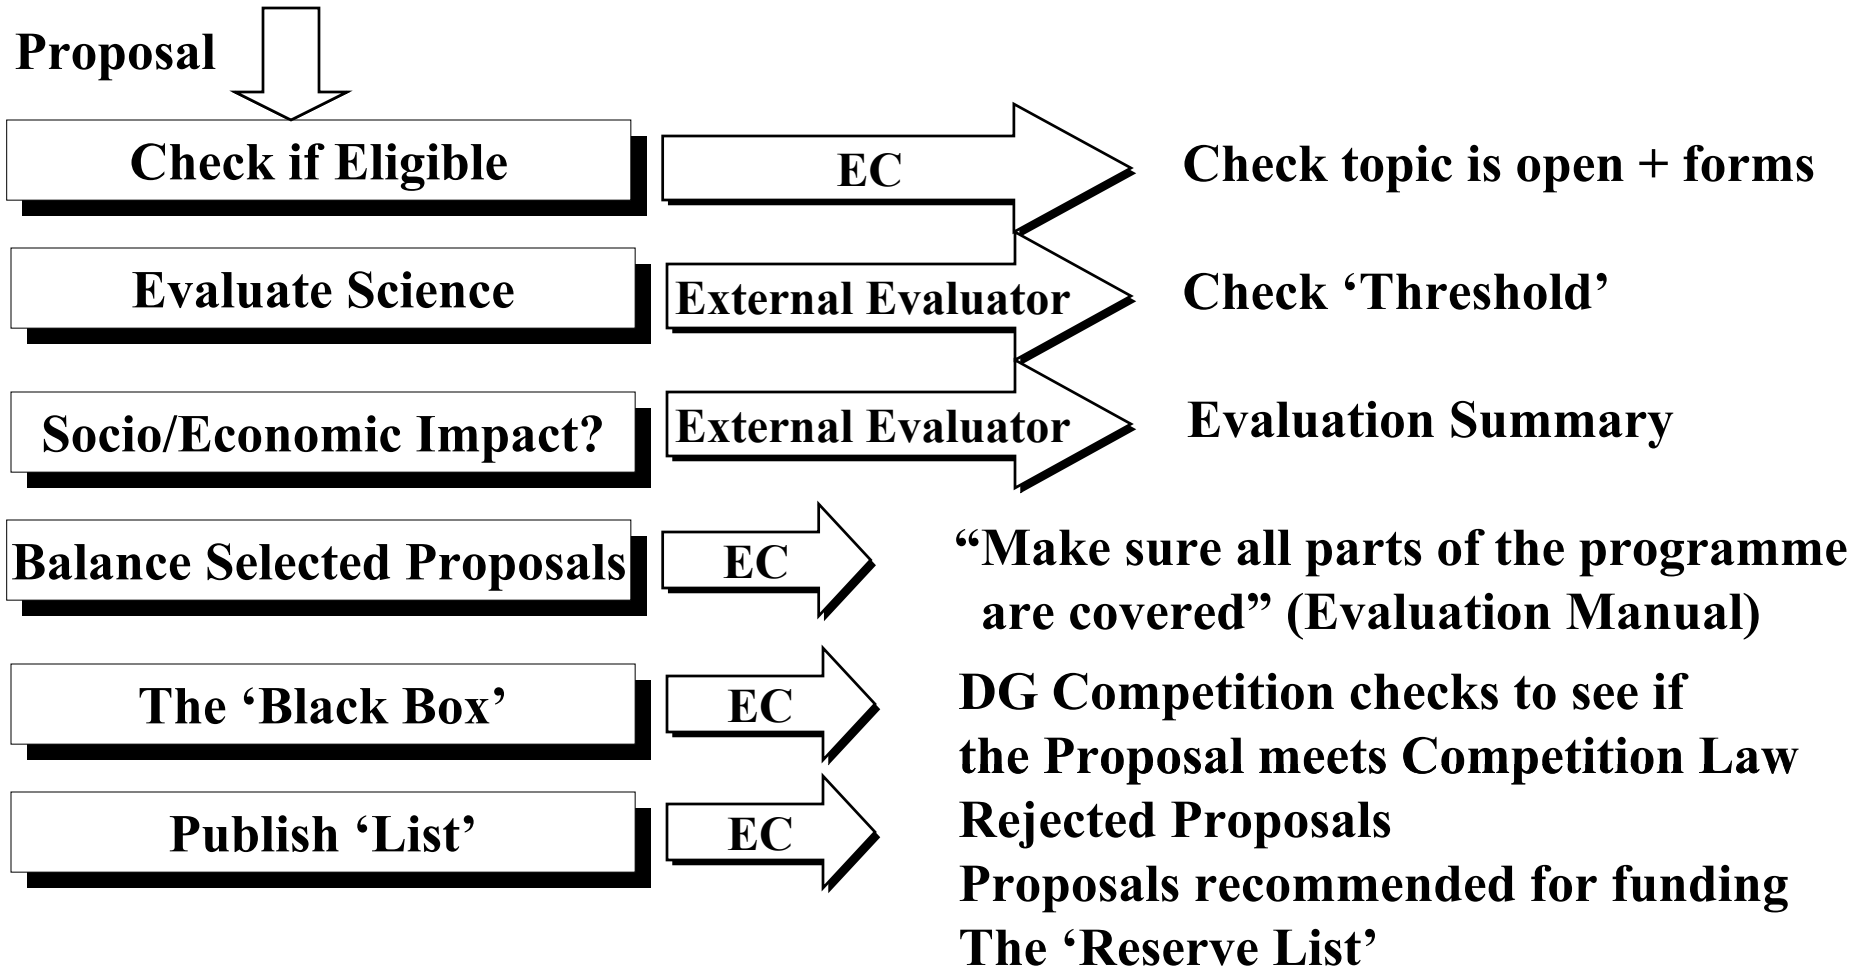 Proposal
Check if Eligible
EC
Check topic is open + forms
Evaluate Science
External Evaluator
Check ‘Threshold’
Socio/Economic Impact?
External Evaluator
Evaluation Summary
Balance Selected Proposals
EC
“Make sure all parts of the programme
are covered” (Evaluation Manual)
The ‘Black Box’
EC
DG Competition checks to see if
the Proposal meets Competition Law
Publish ‘List’
EC
Rejected Proposals
Proposals recommended for funding
The ‘Reserve List’